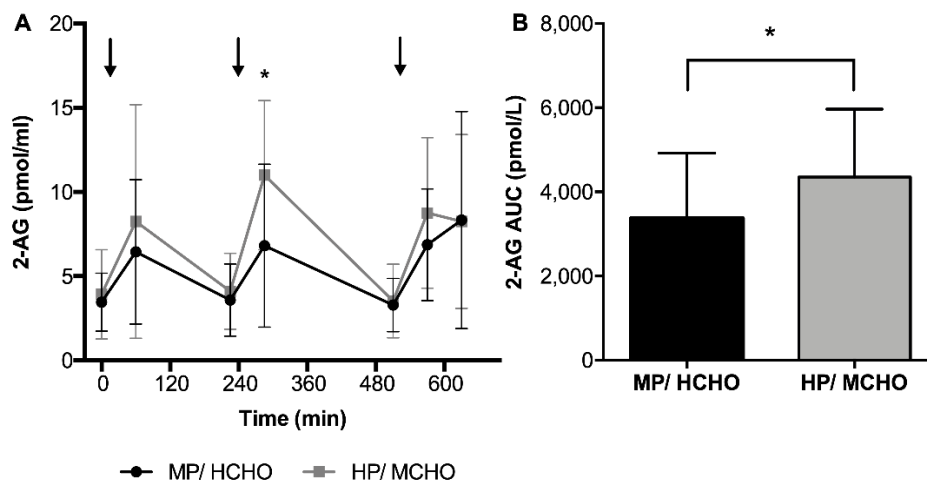 A
20
15
10
5
0
2-AG (pmol/ml)
*
0 120 240 360 480 600
Time (min)
MP/ HCHO HP/ MCHO
B
8,000
6,000
4,000
2,000
0
2-AG AUC (pmol/L)
*
MP/ HCHO HP/ MCHO